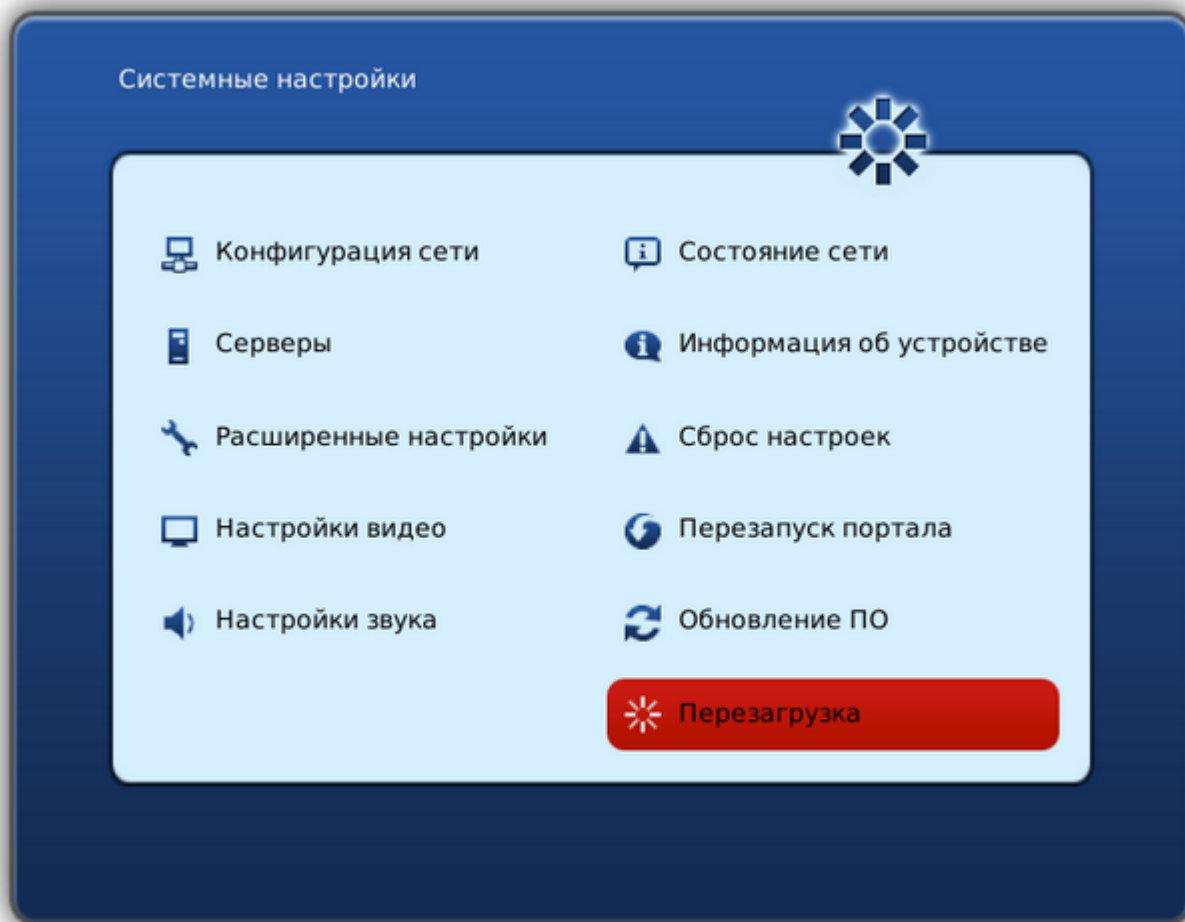 Системные настройки
Конфигурация сети
Состояние сети
Серверы
Информация об устройстве
Расширенные настройки
Сброс настроек
Настройки видео
Перезапуск портала
Настройки звука
Обновление ПО
Перезагрузка